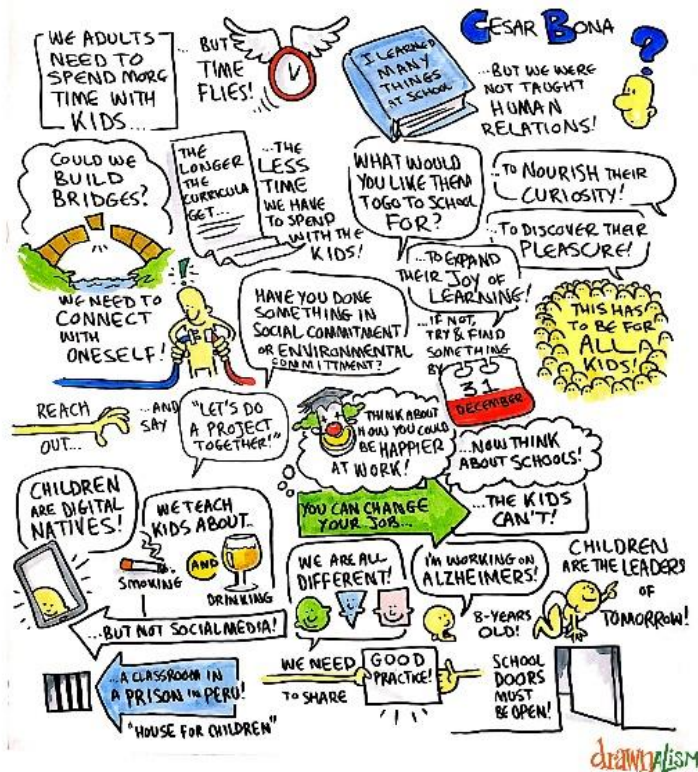 CESAR BONA
WE ADULTS
NEED TO
SPEND MORE
TIME WITH
KIDS...
...BUT
TIME
FLIES!
I LEARNED
MANY
THINGS
AT SCHOOL
...BUT WE WERE
NOT TAUGHT
HUMAN
RELATIONS!
?
COULD WE
BUILD
BRIDGES?
THE
LONGER
THE
CURRICULA
GET...
...THE
LESS
TIME
WE HAVE
TO SPEND
WITH THE
KIDS!
WHAT WOULD
YOU LIKE THEM
TO GO TO SCHOOL
FOR?
...TO NOURISH THEIR
CURIOSITY!
...TO DISCOVER THEIR
PLEASURE!
...TO EXPAND
THEIR JOY OF
LEARNING!
THIS HAS
TO BE FOR
ALL
KIDS!
WE NEED TO
CONNECT
WITH
ONESELF!
!
HAVE YOU DONE
SOMETHING IN
SOCIAL COMMITMENT
OR ENVIRONMENTAL
COMMITTMENT?
...IF NOT,
TRY & FIND
SOMETHING
BY
31
DECEMBER
REACH
OUT...
...AND
SAY
"LET'S DO
A PROJECT
TOGETHER!"
THINK ABOUT
HOW YOU COULD
BE HAPPIER
AT WORK!
...NOW THINK
ABOUT SCHOOLS!
YOU CAN CHANGE
YOUR JOB...
...THE KIDS
CAN'T!
CHILDREN
ARE DIGITAL
NATIVES!
WE TEACH
KIDS ABOUT..
SMOKING
AND
DRINKING
...BUT NOT SOCIAL MEDIA!
WE ARE ALL
DIFFERENT!
I'M WORKING ON
ALZHEIMERS!
8-YEARS
OLD!
CHILDREN
ARE THE LEADERS
OF
TOMORROW!
...A CLASSROOM IN
A PRISON IN PERU!
"HOUSE FOR CHILDREN"
WE NEED
TO SHARE
GOOD
PRACTICE!
SCHOOL
DOORS
MUST
BE OPEN!
drawnalism